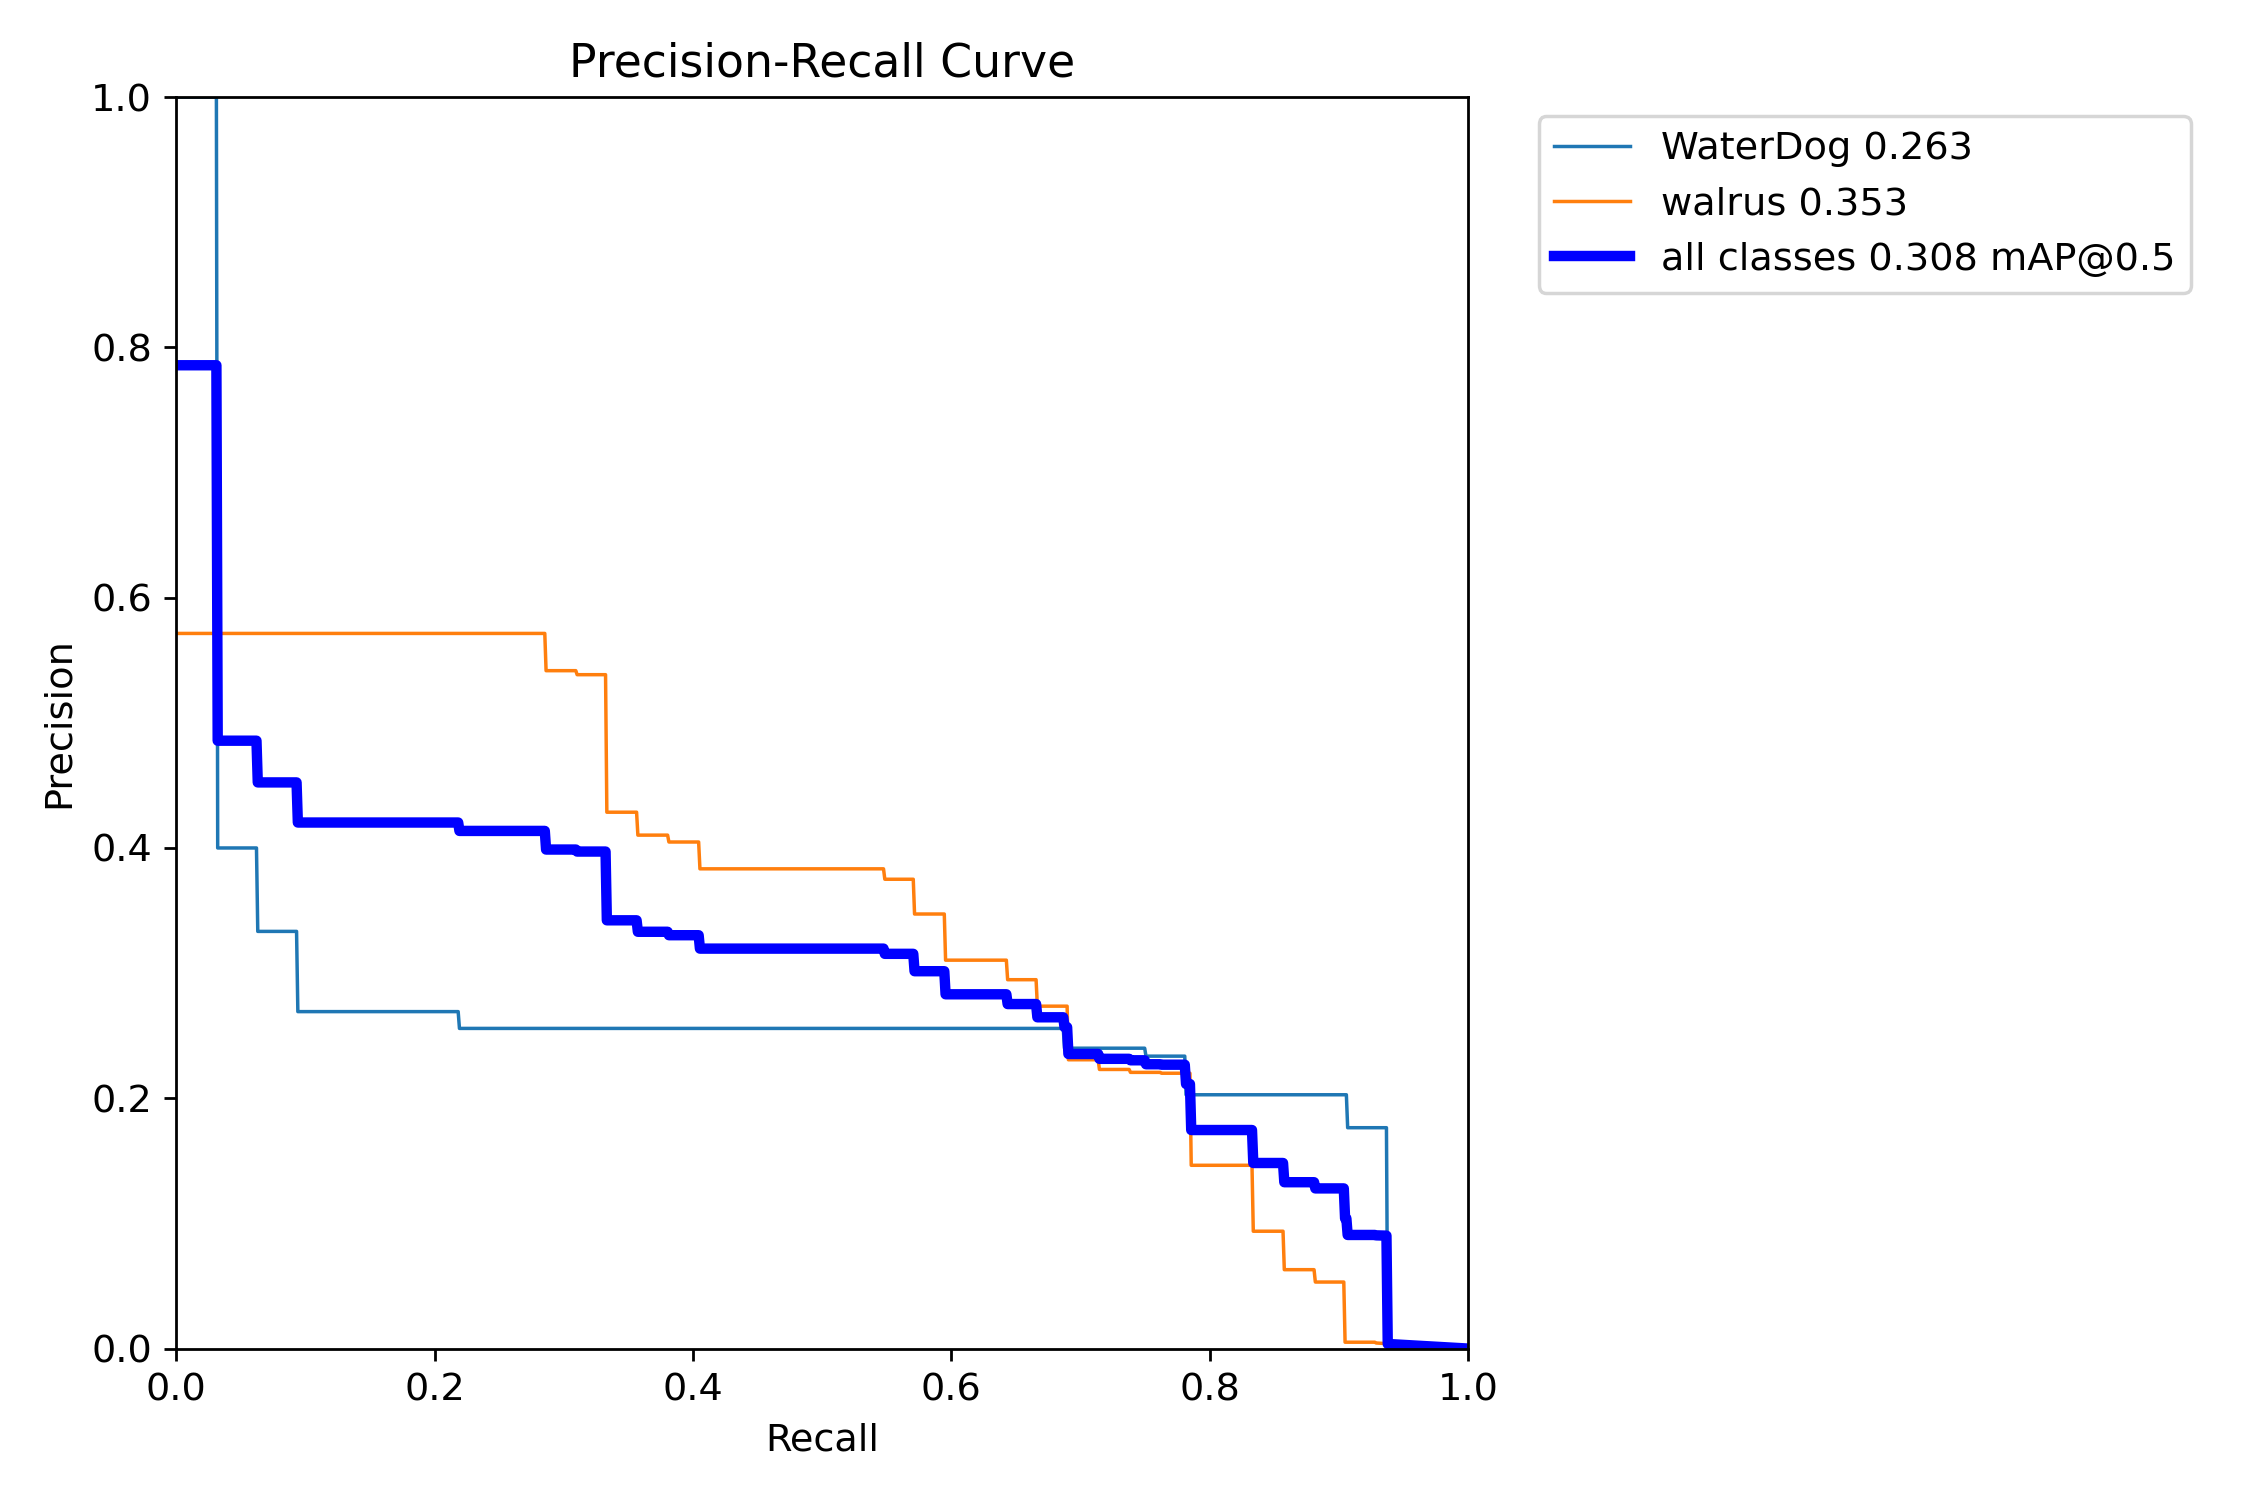 Precision-Recall Curve
1.0
0.8
0.6
0.4
0.2
0.0
Precision
0.0 0.2 0.4 0.6 0.8 1.0
Recall
WaterDog 0.263
walrus 0.353
all classes 0.308 mAP@0.5